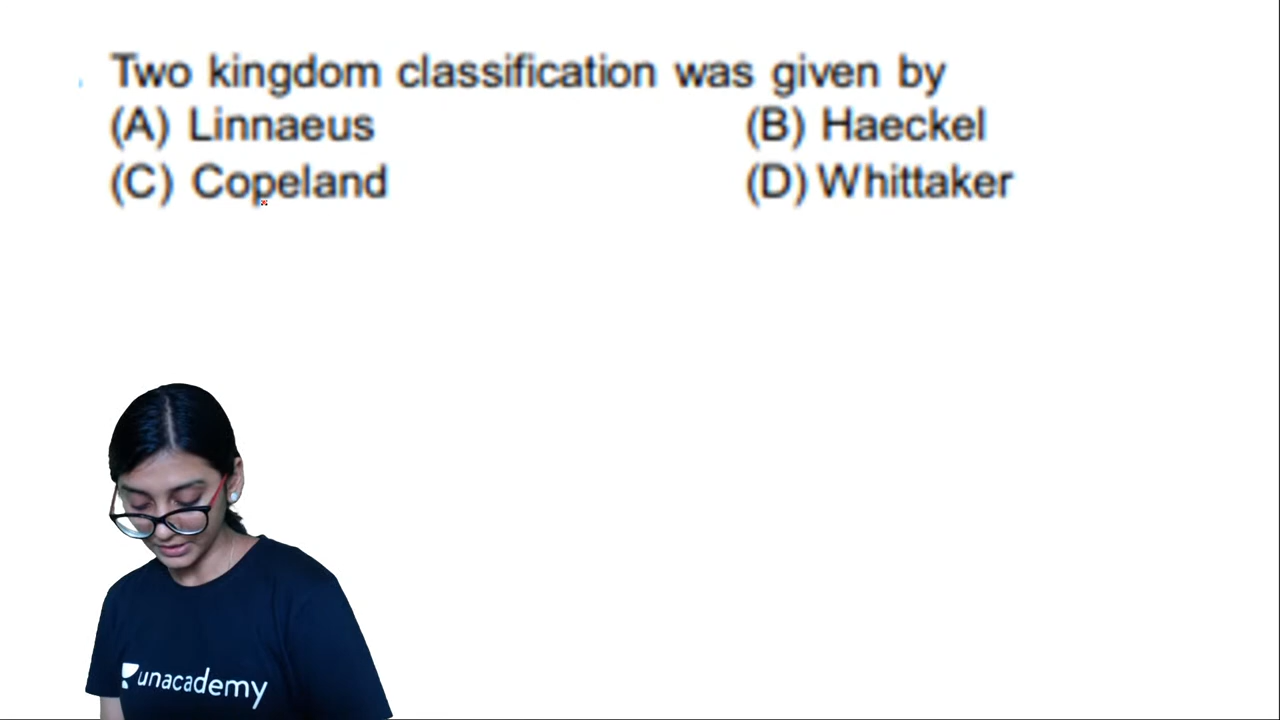 Two kingdom classification was given by
(A) Linnaeus (B) Haeckel
(C) Copeland (D) Whittaker
unacademy